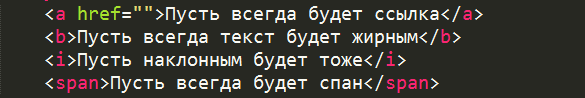 <a href="">Пусть всегда будет ссылка</a>
<b>Пусть всегда текст будет жирным</b>
<i>Пусть наклонным будет тоже</i>
<span>Пусть всегда будет спан</span>